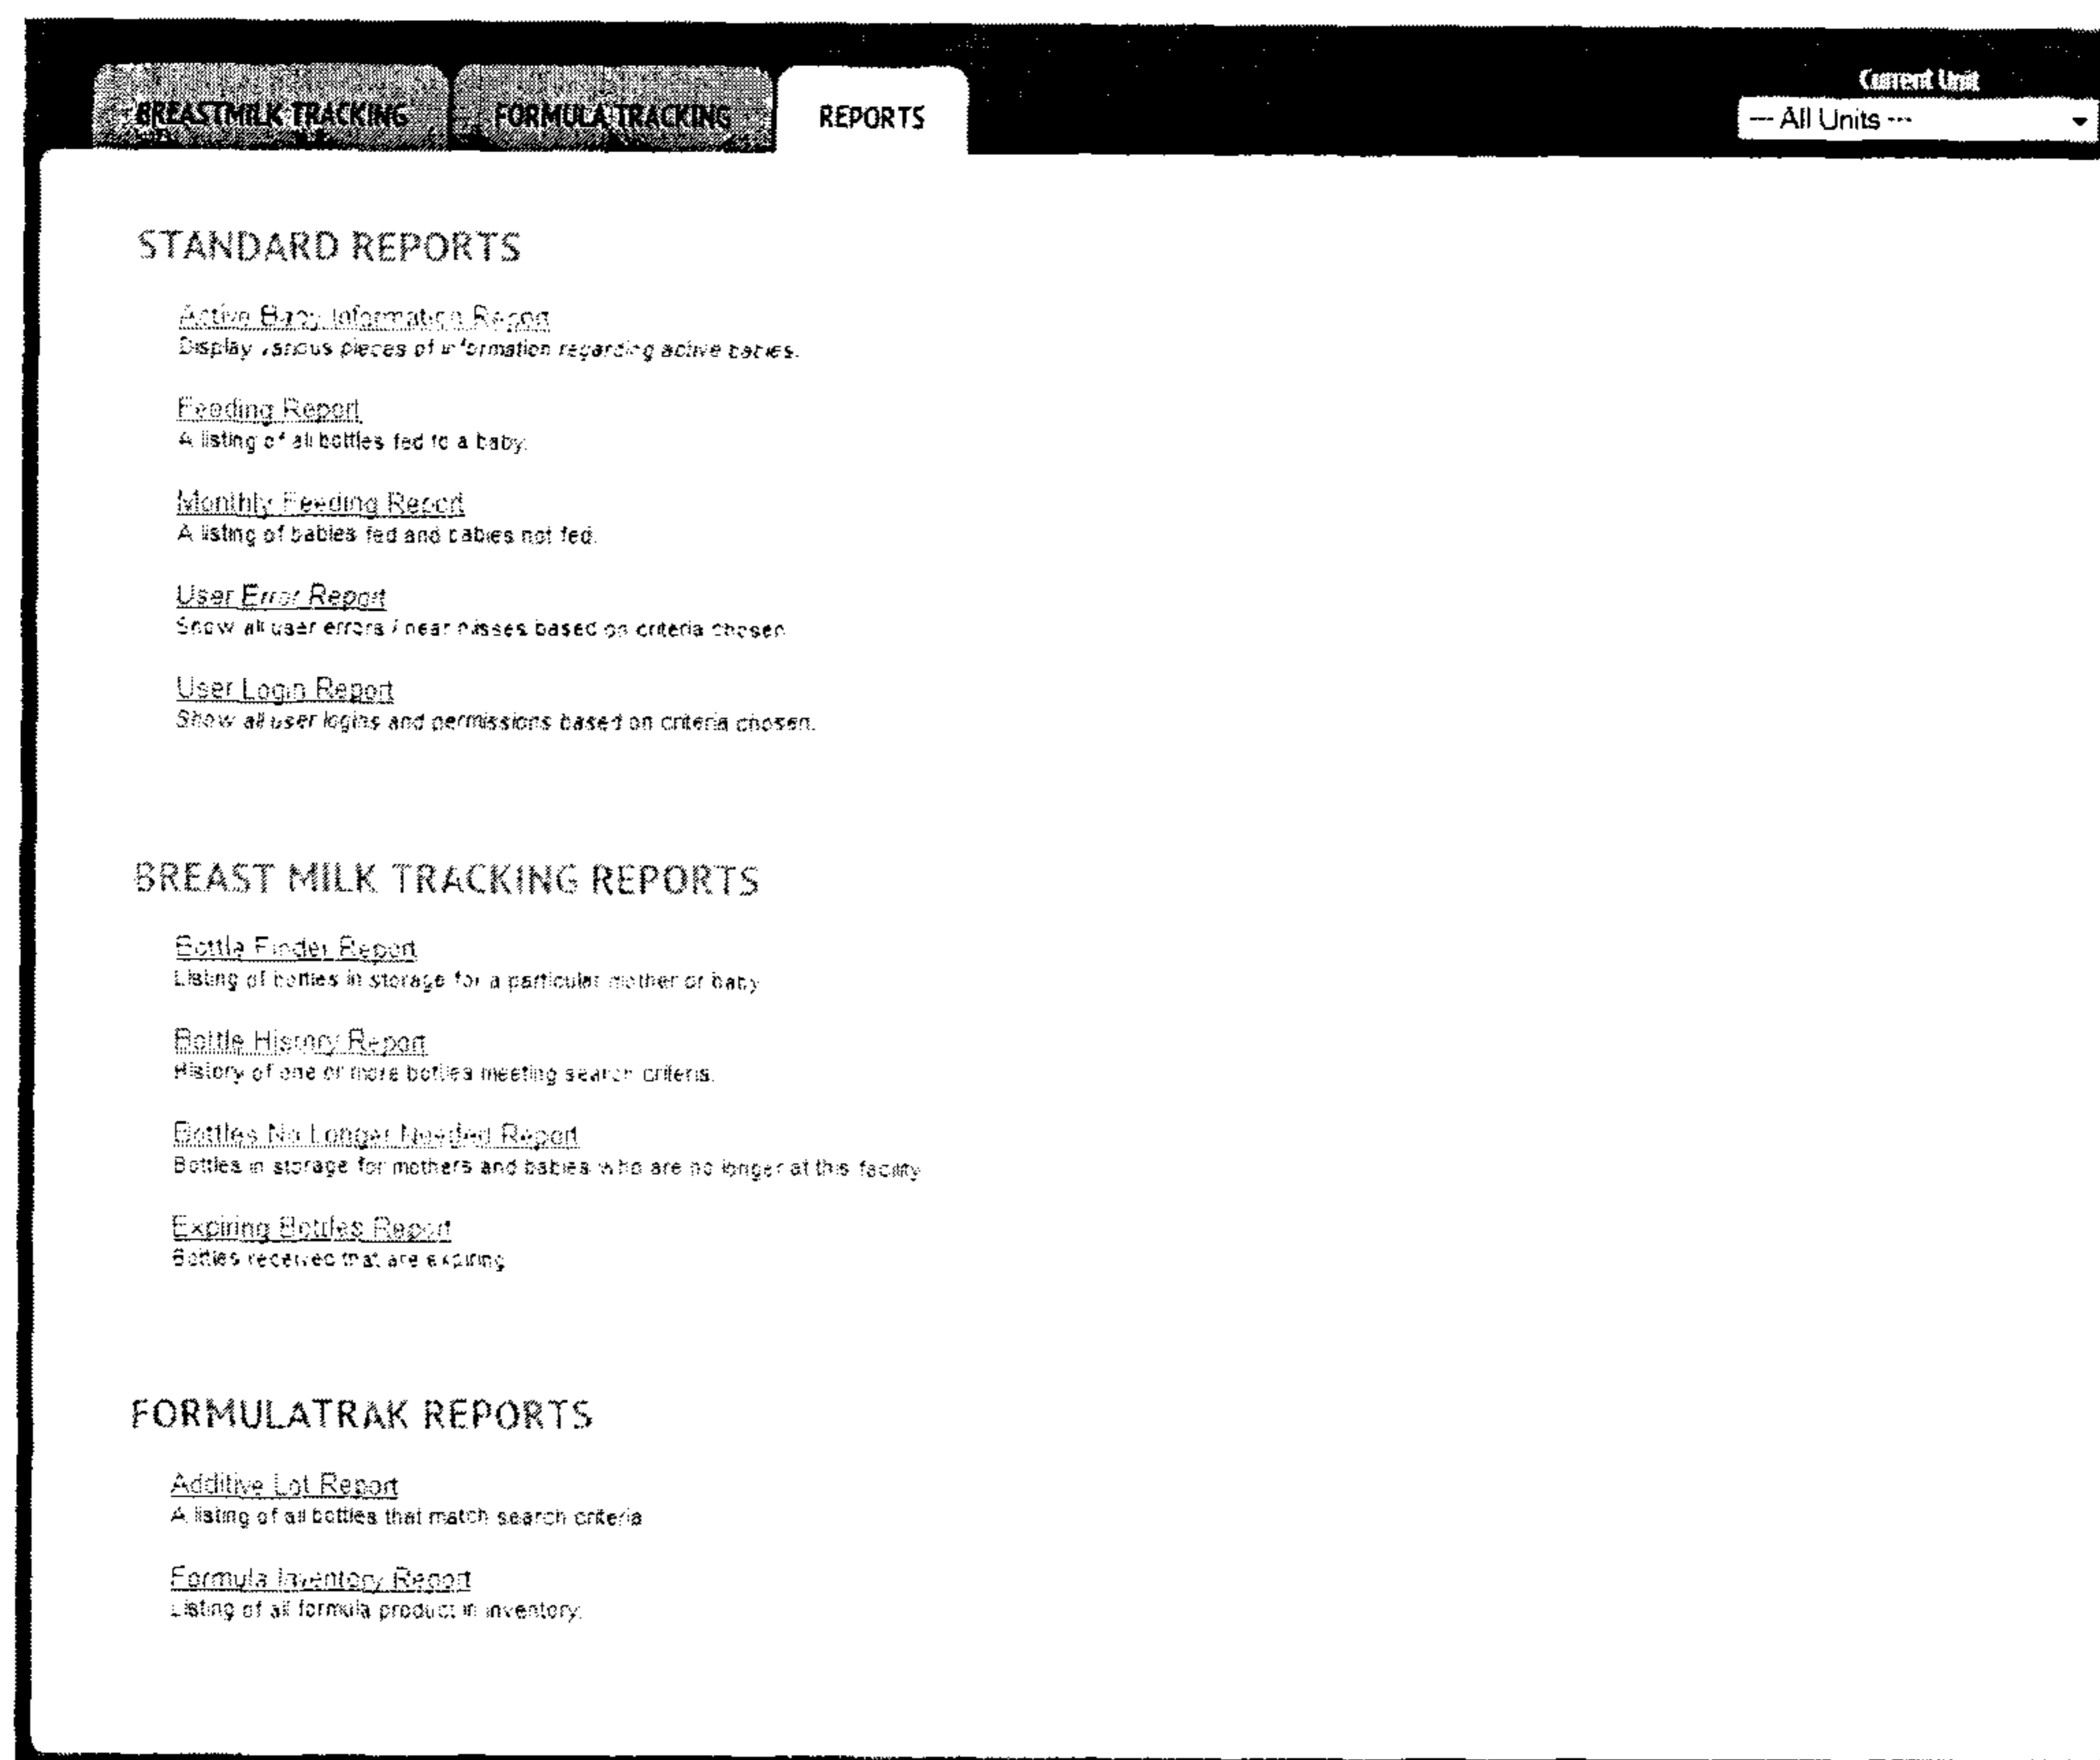 BREASTMILK TRACKING
FORMULA TRACKING
REPORTS
Current Unit
--- All Units ---
STANDARD REPORTS
Active Baby Information Report
Display various pieces of information regarding active babies.
Feeding Report
A listing of all bottles fed to a baby.
Monthly Feeding Report
A listing of babies fed and babies not fed.
User Error Report
Show all user errors / near misses based on criteria chosen
User Login Report
Show all user logins and permissions based on criteria chosen.
BREAST MILK TRACKING REPORTS
Bottle Finder Report
Listing of bottles in storage for a particular mother or baby
Bottle History Report
History of one or more bottles meeting search criteria.
Bottles No Longer Needed Report
Bottles in storage for mothers and babies who are no longer at this facility
Expiring Bottles Report
Bottles received that are expiring
FORMULATRAK REPORTS
Additive Lot Report
A listing of all bottles that match search criteria
Formula Inventory Report
Listing of all formula product in inventory.